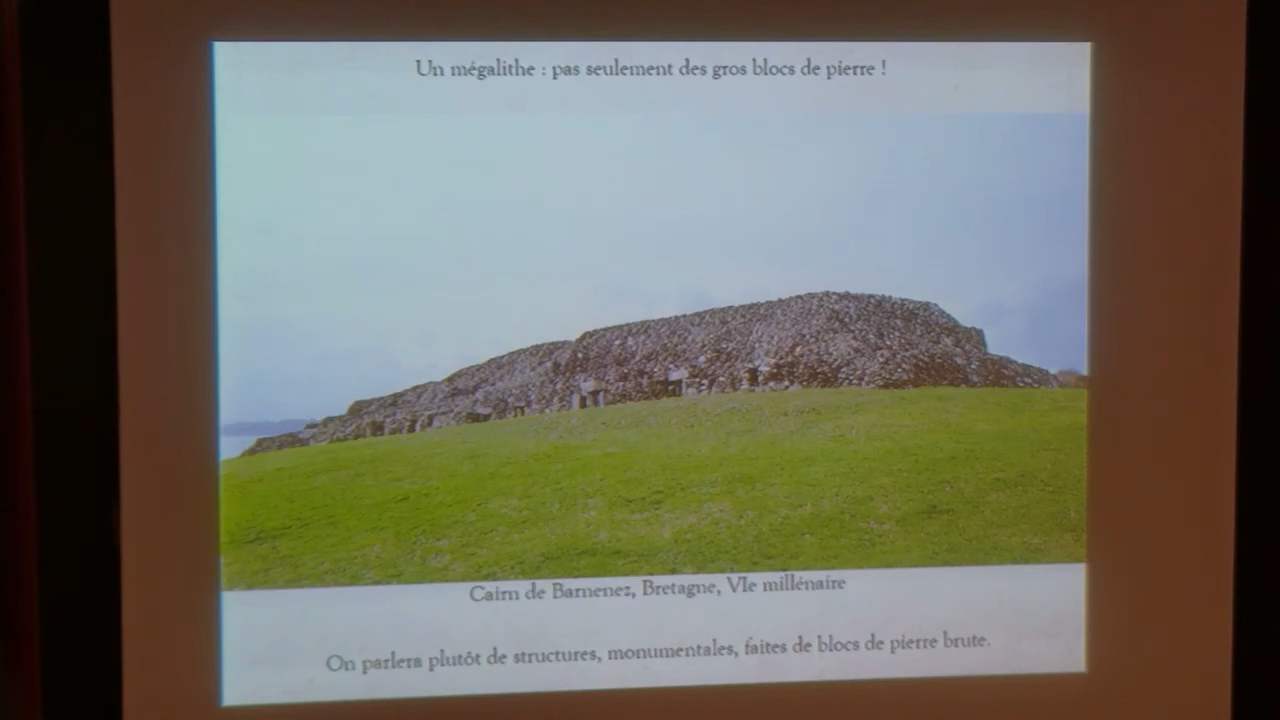 Un mégalithe : pas seulement des gros blocs de pierre !
Cairn de Barnenez, Bretagne, VIe millénaire
On parlera plutôt de structures, monumentales, faites de blocs de pierre brute.